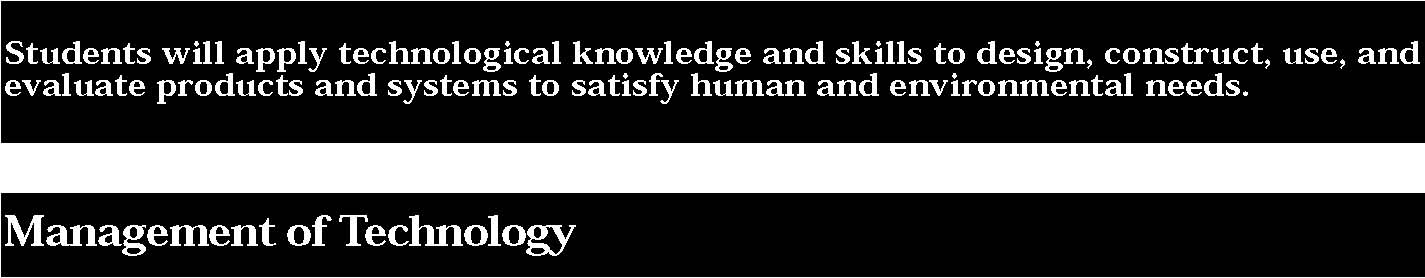 Students will apply technological knowledge and skills to design, construct, use, and
evaluate products and systems to satisfy human and environmental needs.
Management of Technology